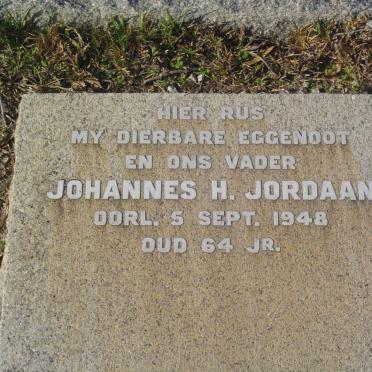 HIER RUS
MY DIERBARE EGGENOOT
EN ONS VADER
JOHANNES H. JORDAAN
OORL. 5 SEPT. 1948
OUD 64 JR.